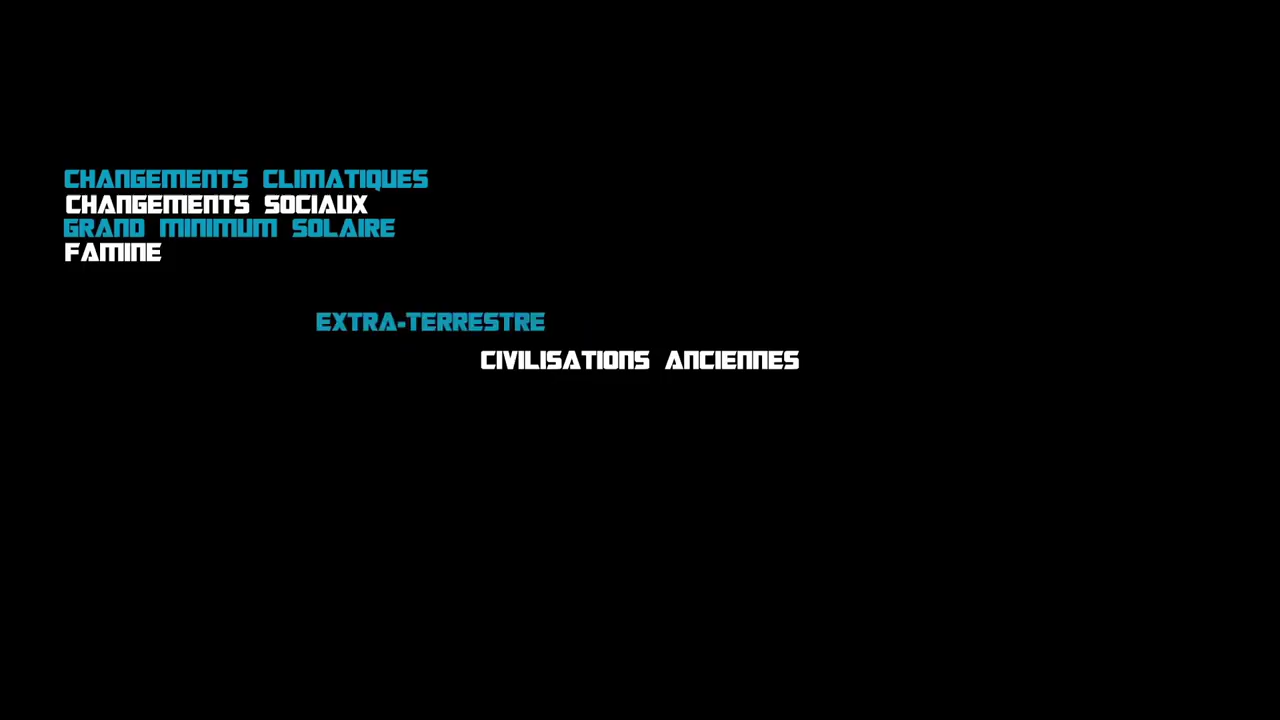 CHANGEMENTS CLIMATIQUES
CHANGEMENTS SOCIAUX
GRAND MINIMUM SOLAIRE
FAMINE
EXTRA-TERRESTRE
CIVILISATIONS ANCIENNES